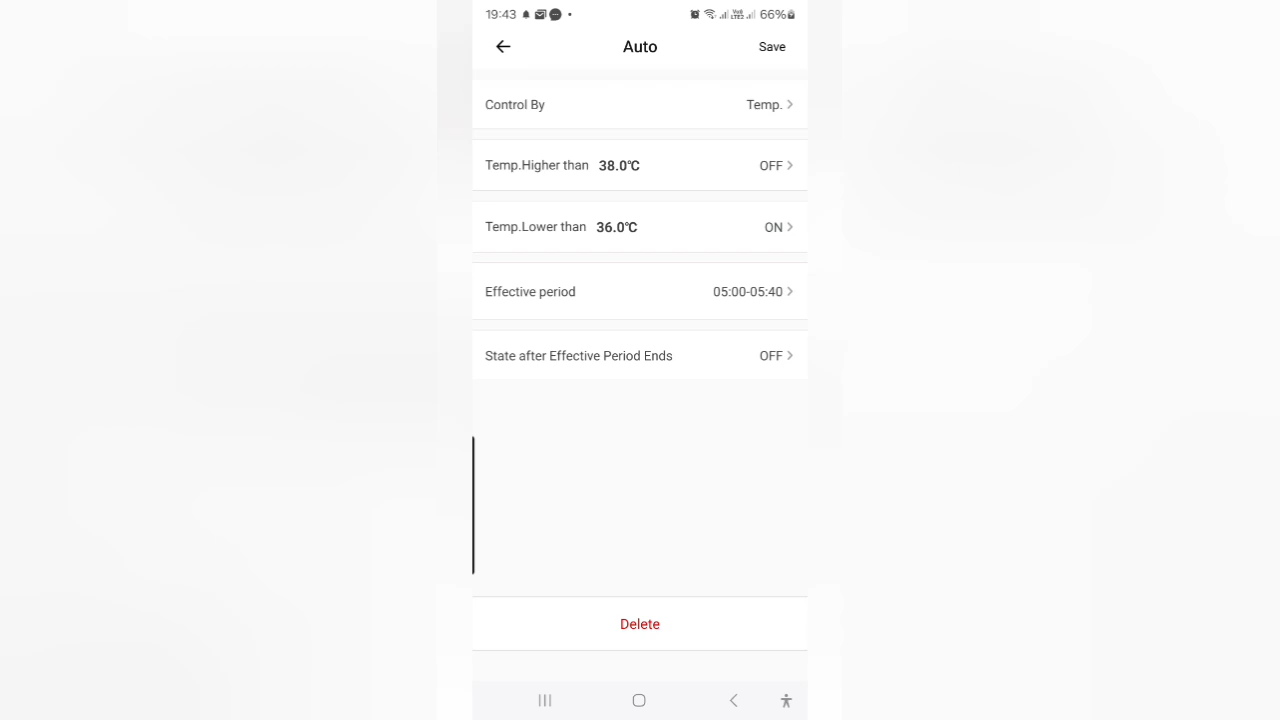 19:43 66%
Auto Save
Control By Temp.
Temp.Higher than 38.0℃ OFF
Temp.Lower than 36.0℃ ON
Effective period 05:00-05:40
State after Effective Period Ends OFF
Delete